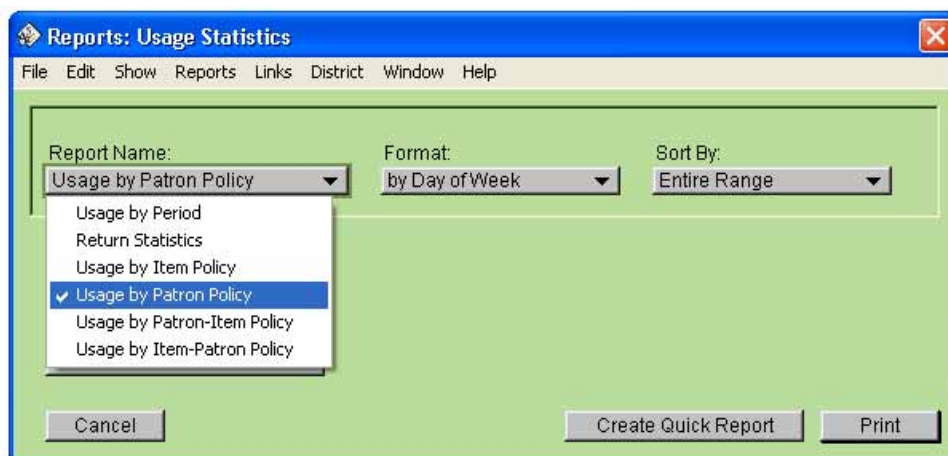 Reports: Usage Statistics
File Edit Show Reports Links District Window Help
Report Name: Format: Sort By:
Usage by Patron Policy by Day of Week Entire Range
Usage by Period
Return Statistics
Usage by Item Policy
Usage by Patron Policy
Usage by Patron-Item Policy
Usage by Item-Patron Policy
Cancel Create Quick Report Print